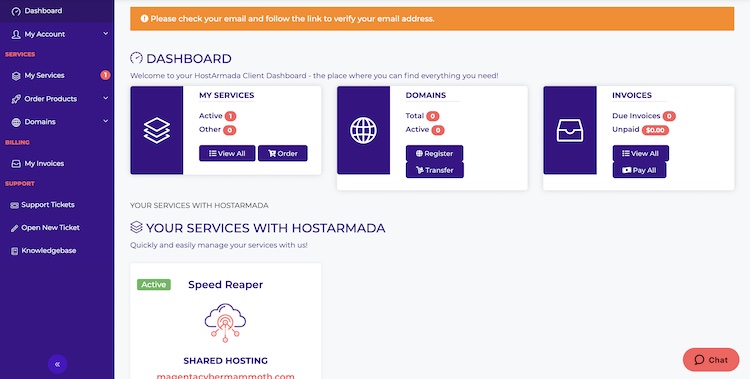 Dashboard
My Account
SERVICES
My Services 1
Order Products
Domains
BILLING
My Invoices
SUPPORT
Support Tickets
Open New Ticket
Knowledgebase
«
Please check your email and follow the link to verify your email address.
DASHBOARD
Welcome to your HostArmada Client Dashboard - the place where you can find everything you need!
MY SERVICES
Active 1
Other 0
View All Order
DOMAINS
Total 0
Active 0
Register
Transfer
INVOICES
Due Invoices 0
Unpaid $0.00
View All
Pay All
YOUR SERVICES WITH HOSTARMADA
YOUR SERVICES WITH HOSTARMADA
Quickly and easily manage your services with us!
Active Speed Reaper
SHARED HOSTING
magentacybermammoth.com
Chat